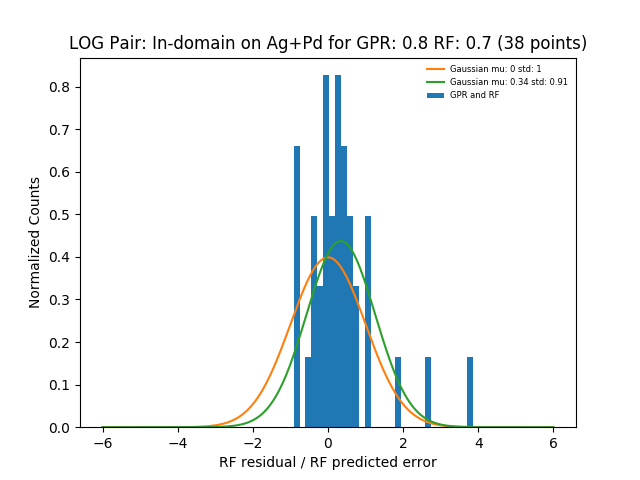 LOG Pair: In-domain on Ag+Pd for GPR: 0.8 RF: 0.7 (38 points)
Gaussian mu: 0 std: 1
Gaussian mu: 0.34 std: 0.91
GPR and RF
Normalized Counts
0.8
0.7
0.6
0.5
0.4
0.3
0.2
0.1
0.0
−6
−4
−2
0
2
4
6
RF residual / RF predicted error